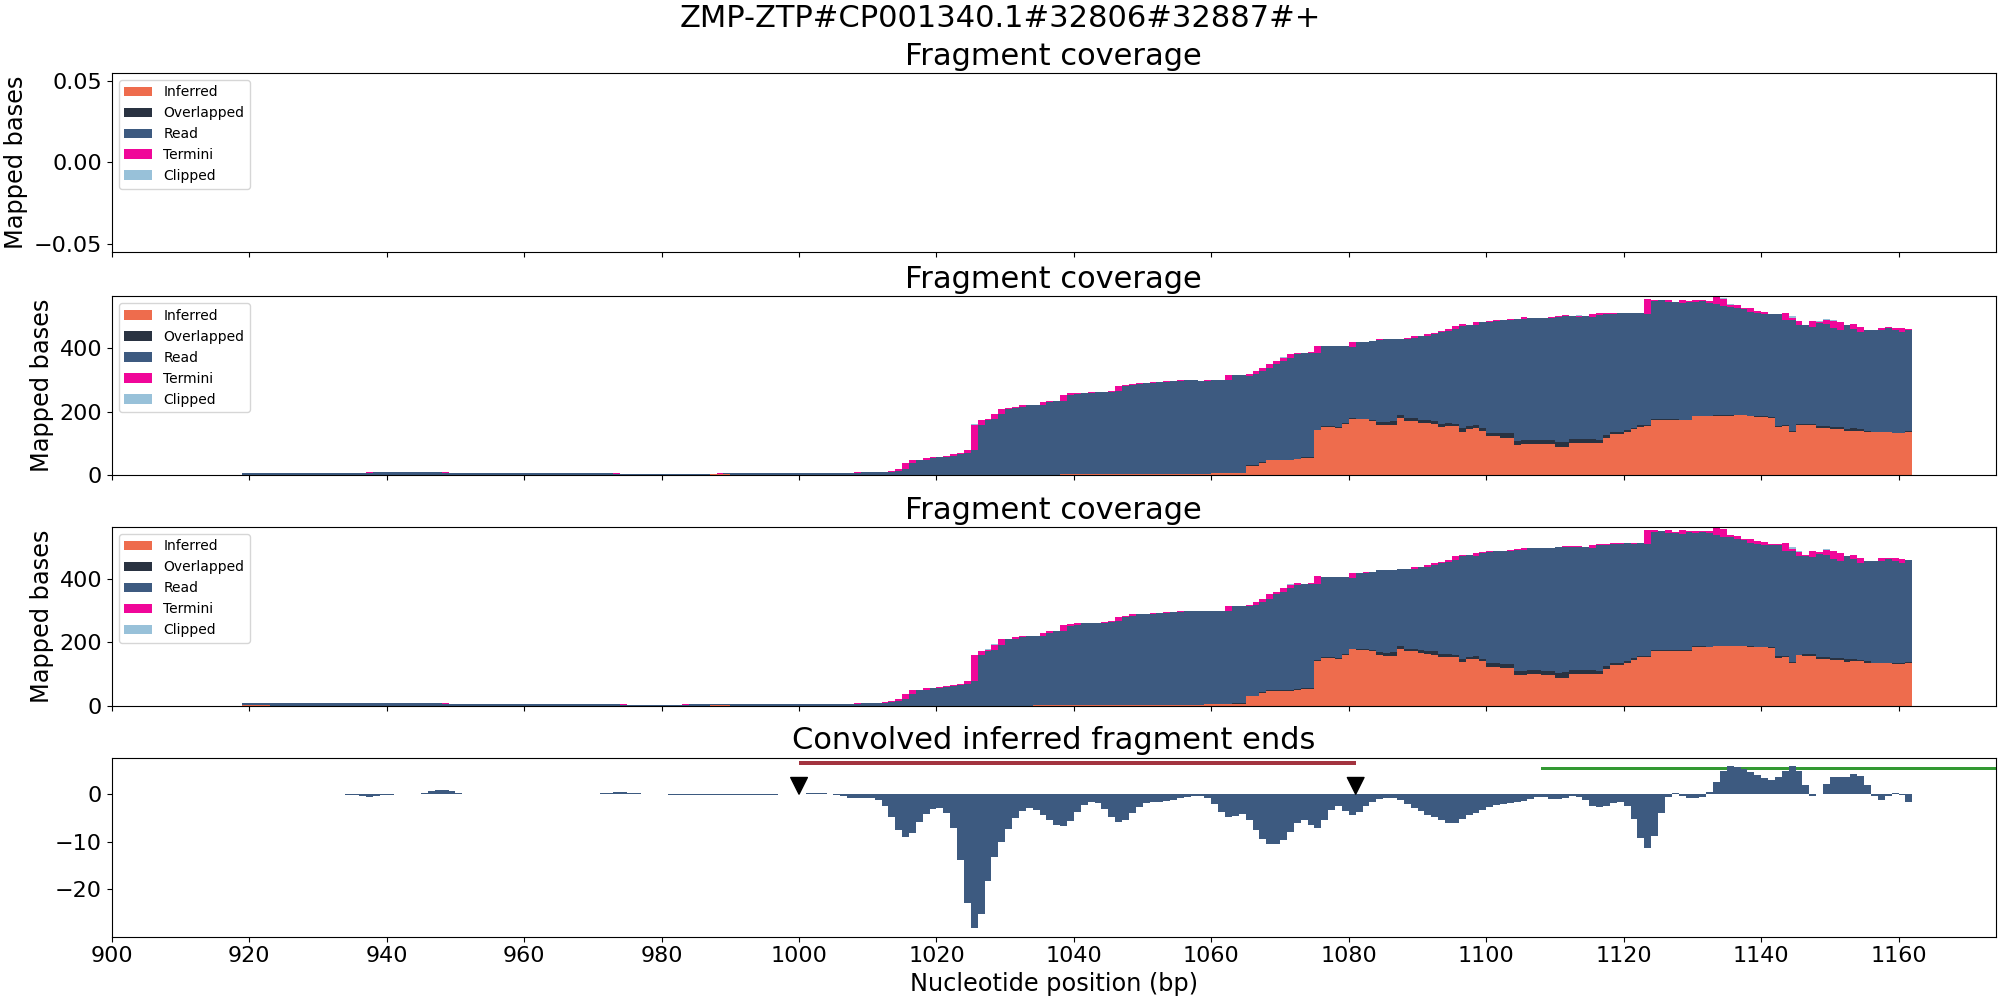 ZMP-ZTP#CP001340.1#32806#32887#+
Fragment coverage
Mapped bases
0.05
0.00
−0.05
Inferred
Overlapped
Read
Termini
Clipped
Fragment coverage
Mapped bases
400
200
0
Inferred
Overlapped
Read
Termini
Clipped
Fragment coverage
Mapped bases
400
200
0
Inferred
Overlapped
Read
Termini
Clipped
Convolved inferred fragment ends
0
−10
−20
900 920 940 960 980 1000 1020 1040 1060 1080 1100 1120 1140 1160
Nucleotide position (bp)